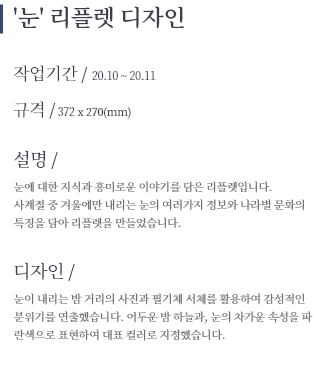 '눈' 리플렛 디자인
작업기간 / 20.10 ~ 20.11
규격 / 372 x 270(mm)
설명 /
눈에 대한 지식과 흥미로운 이야기를 담은 리플렛입니다.
사계절 중 겨울에만 내리는 눈의 여러가지 정보와 나라별 문화의
특징을 담아 리플렛을 만들었습니다.
디자인 /
눈이 내리는 밤 거리의 사진과 필기체 서체를 활용하여 감성적인
분위기를 연출했습니다. 어두운 밤 하늘과, 눈의 차가운 속성을 파
란색으로 표현하여 대표 컬러로 지정했습니다.